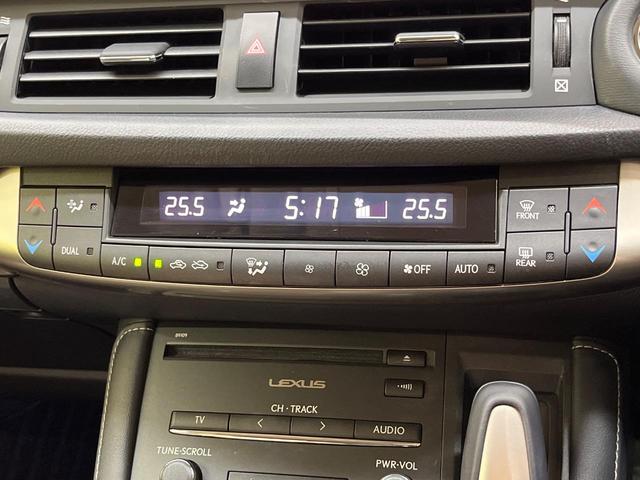 25.5 5:17 25.5
FRONT
DUAL A/C OFF AUTO REAR
89109
LEXUS
CH · TRACK
TV AUDIO
TUNE·SCROLL PWR·VOL